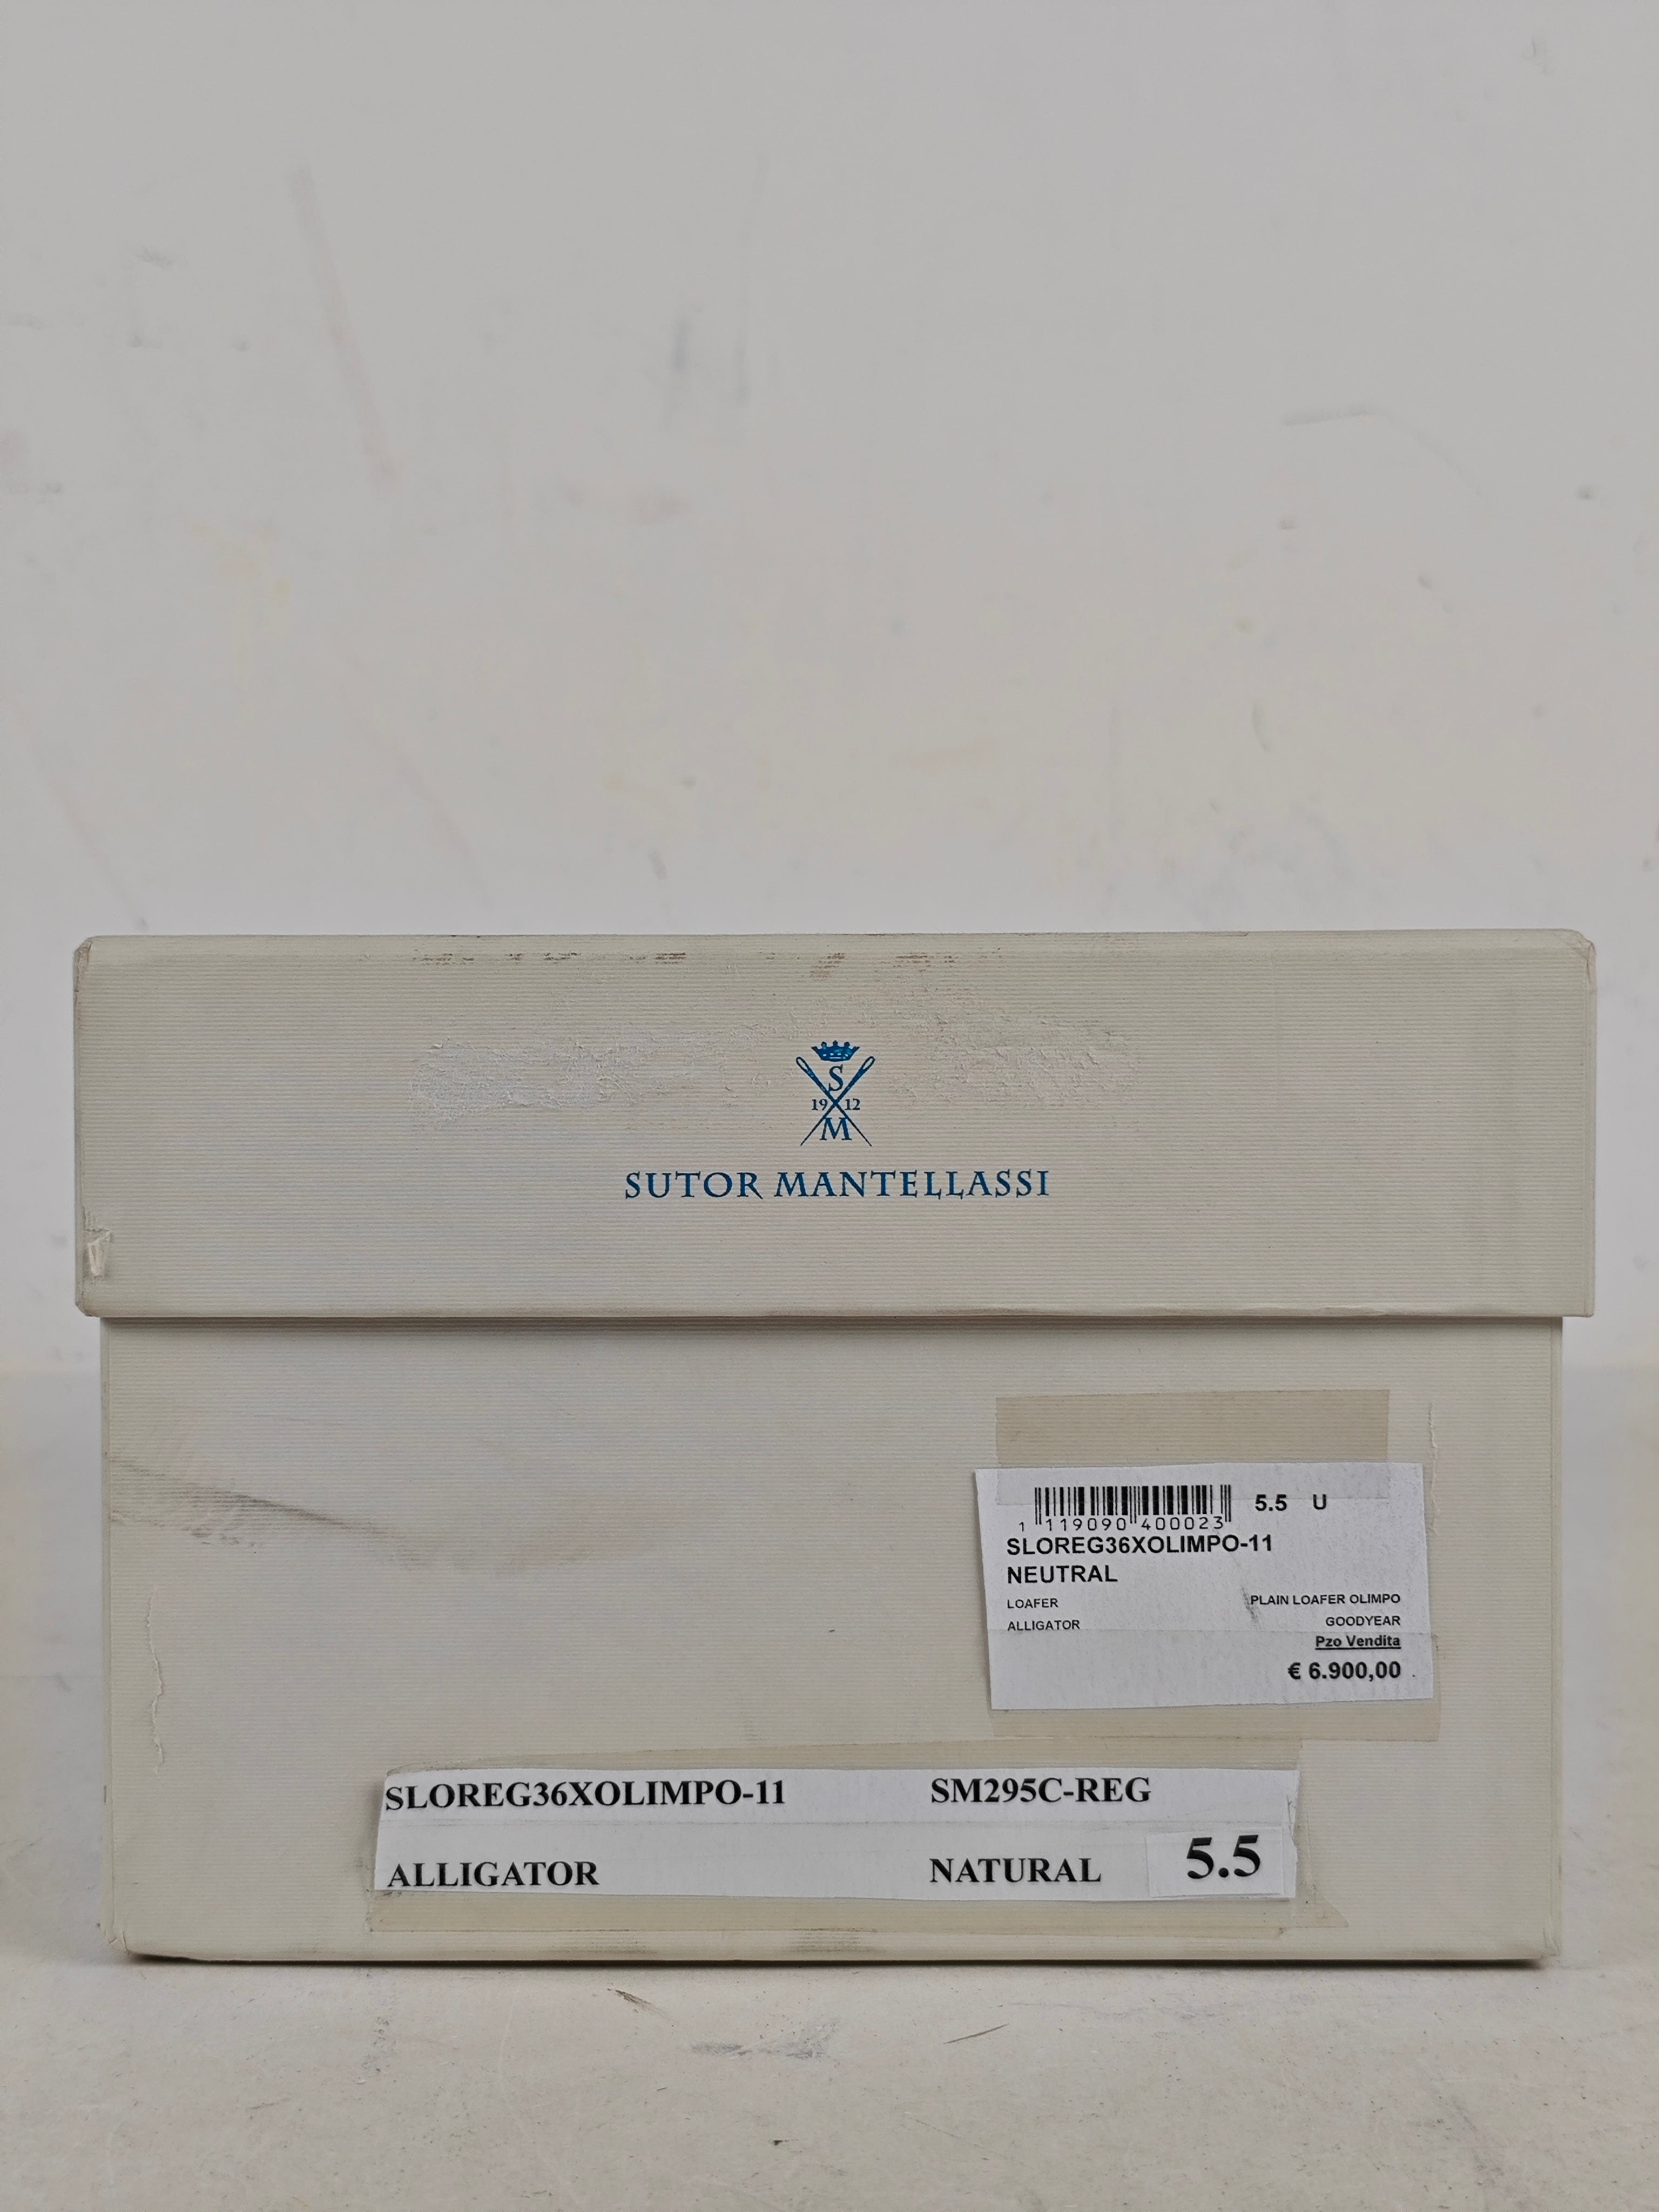 S
19 12
M
SUTOR MANTELLASSI
5.5 U
1 119090 400023
SLOREG36XOLIMPO-11
NEUTRAL
LOAFER PLAIN LOAFER OLIMPO
ALLIGATOR GOODYEAR
Pzo Vendita
€ 6.900,00
SLOREG36XOLIMPO-11 SM295C-REG
ALLIGATOR NATURAL 5.5